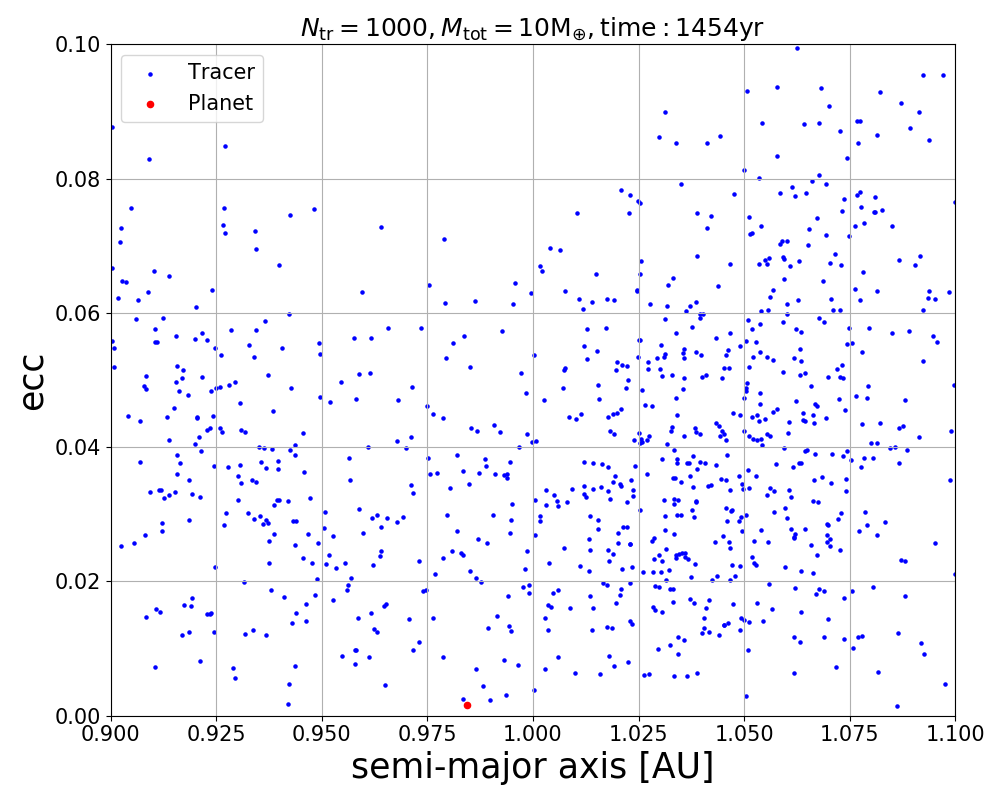 N_tr = 1000, M_tot = 10M_⊕, time : 1454yr
Tracer
Planet
ecc
0.10
0.08
0.06
0.04
0.02
0.00
0.900 0.925 0.950 0.975 1.000 1.025 1.050 1.075 1.100
semi-major axis [AU]